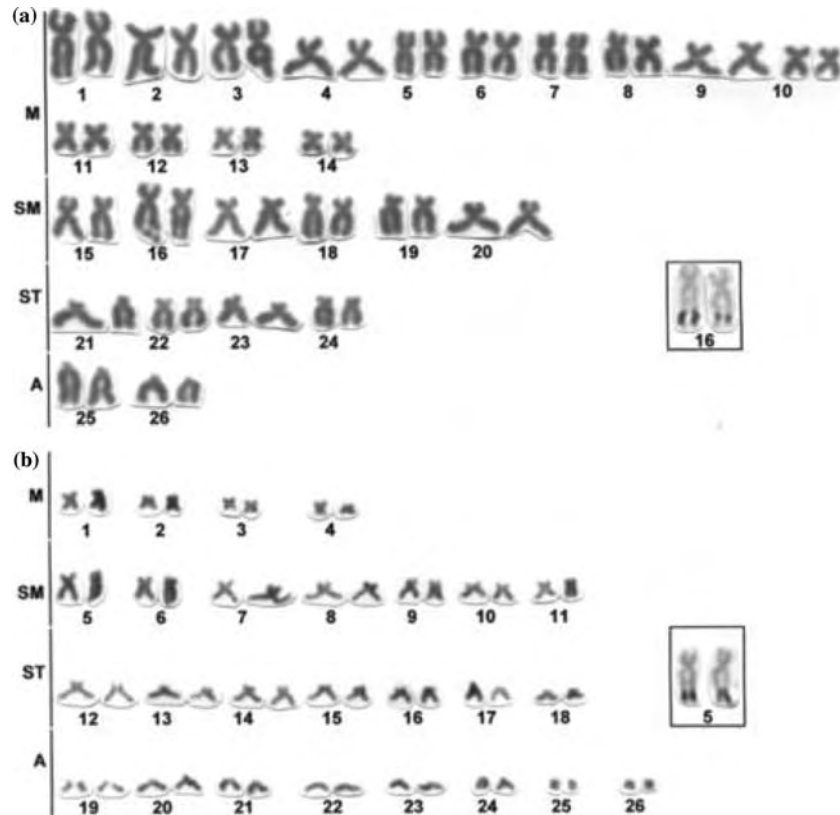 (a)
1 2 3 4 5 6 7 8 9 10
M
11 12 13 14
SM
15 16 17 18 19 20
ST
21 22 23 24
16
A
25 26
(b)
M
1 2 3 4
SM
5 6 7 8 9 10 11
ST
12 13 14 15 16 17 18
5
A
19 20 21 22 23 24 25 26